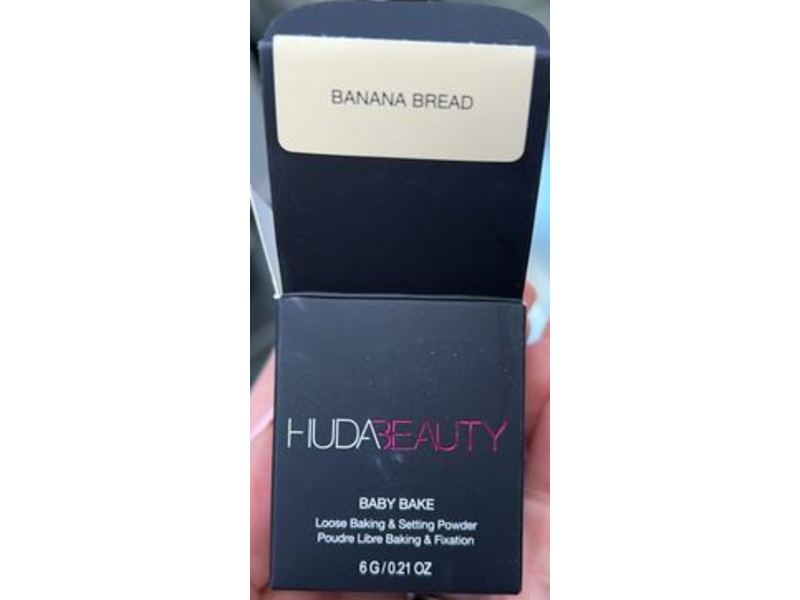 BANANA BREAD
HUDABEAUTY
BABY BAKE
Loose Baking & Setting Powder
Poudre Libre Baking & Fixation
6 G / 0.21 OZ